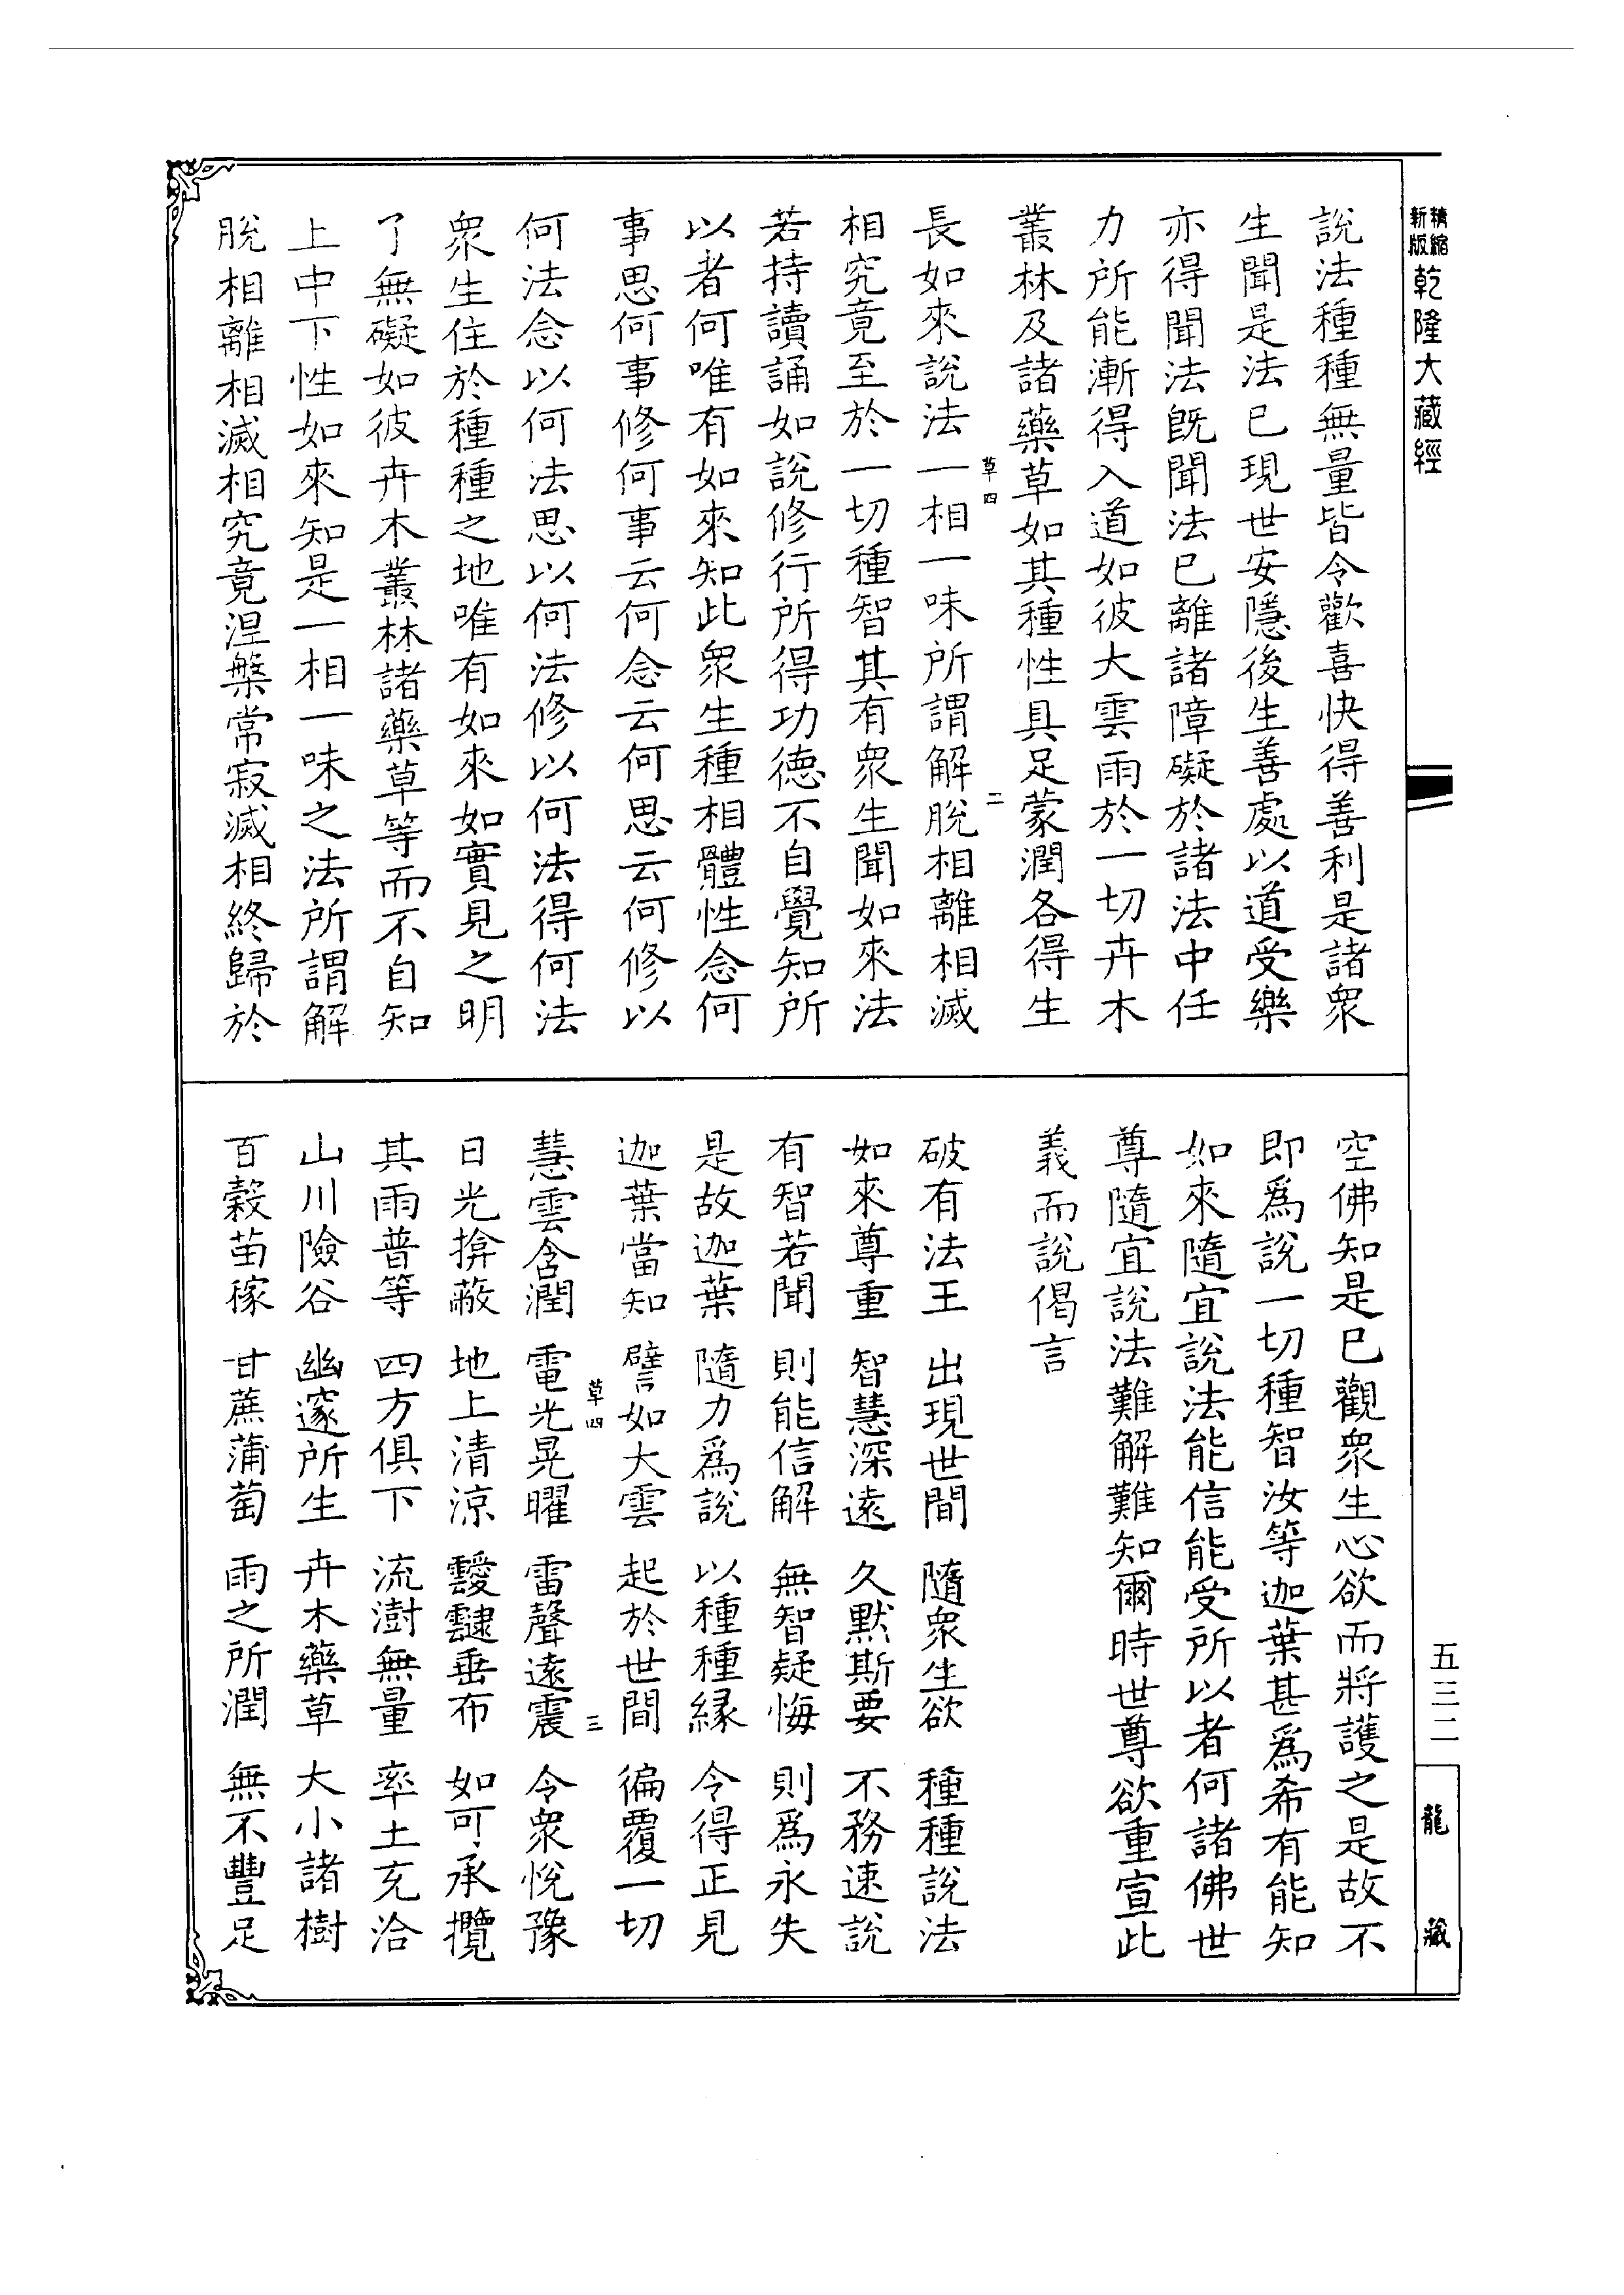 精縮新版 乾隆大藏經
說法種種無量皆令歡喜快得善利是諸衆
生聞是法已現世安隱後生善處以道受樂
亦得聞法既聞法已離諸障礙於諸法中任
力所能漸得入道如彼大雲雨於一切卉木
叢林及諸藥草如其種性具足蒙潤各得生
草四 二
長如來說法一相一味所謂解脫相離相滅
相究竟至於一切種智其有衆生聞如來法
若持讀誦如說修行所得功德不自覺知所
以者何唯有如來知此衆生種相體性念何
事思何事修何事云何念云何思云何修以
何法念以何法思以何法修以何法得何法
衆生住於種種之地唯有如來如實見之明
了無礙如彼卉木叢林諸藥草等而不自知
上中下性如來知是一相一味之法所謂解
脫相離相滅相究竟涅槃常寂滅相終歸於
空佛知是已觀衆生心欲而將護之是故不
即爲說一切種智汝等迦葉甚爲希有能知
如來隨宜說法能信能受所以者何諸佛世
尊隨宜說法難解難知爾時世尊欲重宣此
義而說偈言
破有法王 出現世間 隨衆生欲 種種說法
如來尊重 智慧深遠 久默斯要 不務速說
有智若聞 則能信解 無智疑悔 則爲永失
是故迦葉 隨力爲說 以種種緣 令得正見
迦葉當知 譬如大雲 起於世間 徧覆一切
草四 三
慧雲含潤 電光晃曜 雷聲遠震 令衆悅豫
日光揜蔽 地上清涼 靉靆垂布 如可承攬
其雨普等 四方俱下 流澍無量 率土充洽
山川險谷 幽邃所生 卉木藥草 大小諸樹
百穀苗稼 甘蔗蒲萄 雨之所潤 無不豐足
五三二
龍藏